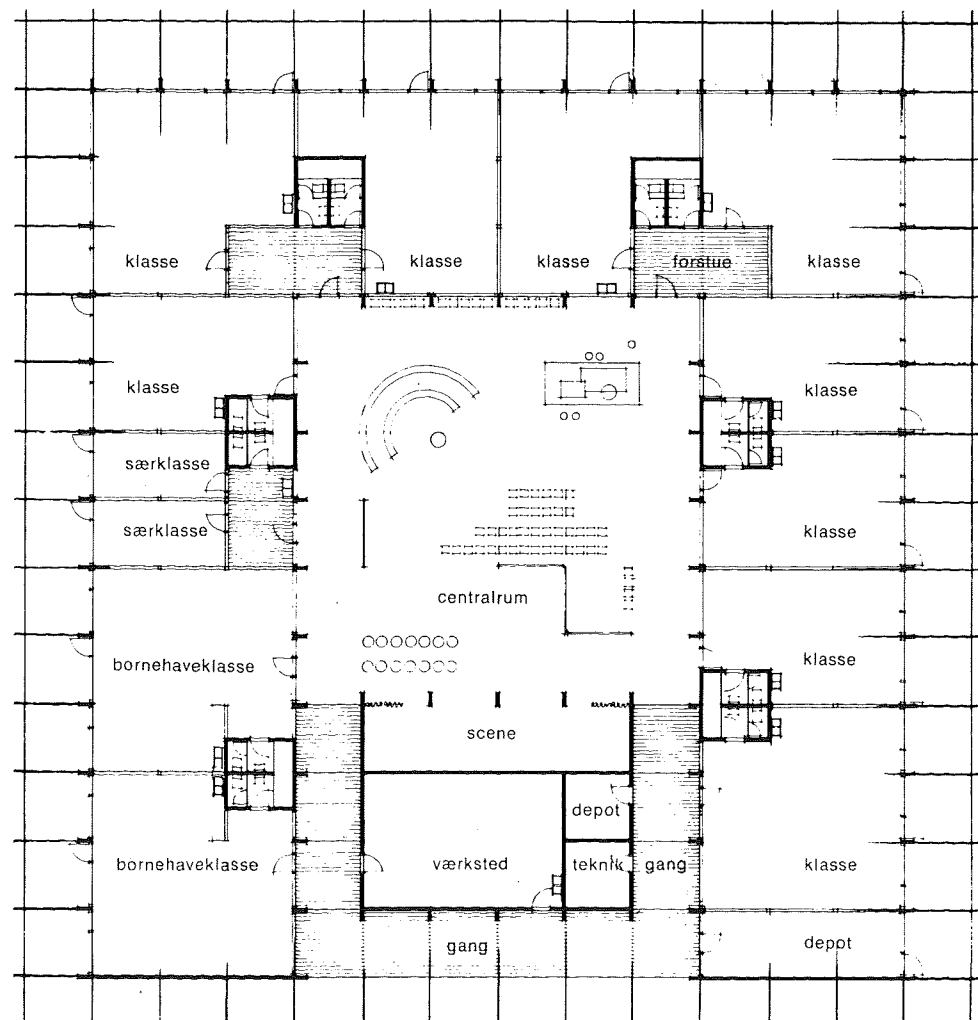 klasse
klasse
klasse
forstue
klasse
klasse
klasse
særklasse
særklasse
klasse
centralrum
bornehaveklasse
klasse
scene
depot
bornehaveklasse
værksted
teknik
gang
klasse
gang
depot